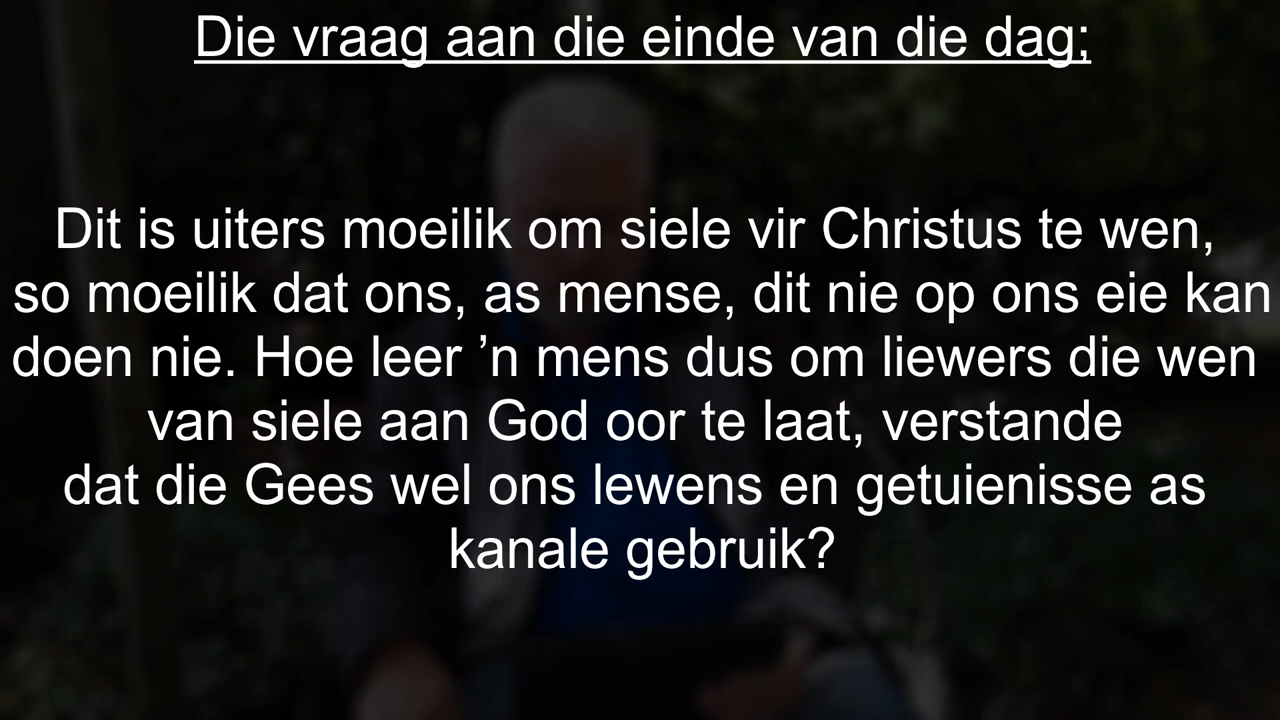 Die vraag aan die einde van die dag;
Dit is uiters moeilik om siele vir Christus te wen,
so moeilik dat ons, as mense, dit nie op ons eie kan
doen nie. Hoe leer ’n mens dus om liewers die wen
van siele aan God oor te laat, verstande
dat die Gees wel ons lewens en getuienisse as
kanale gebruik?